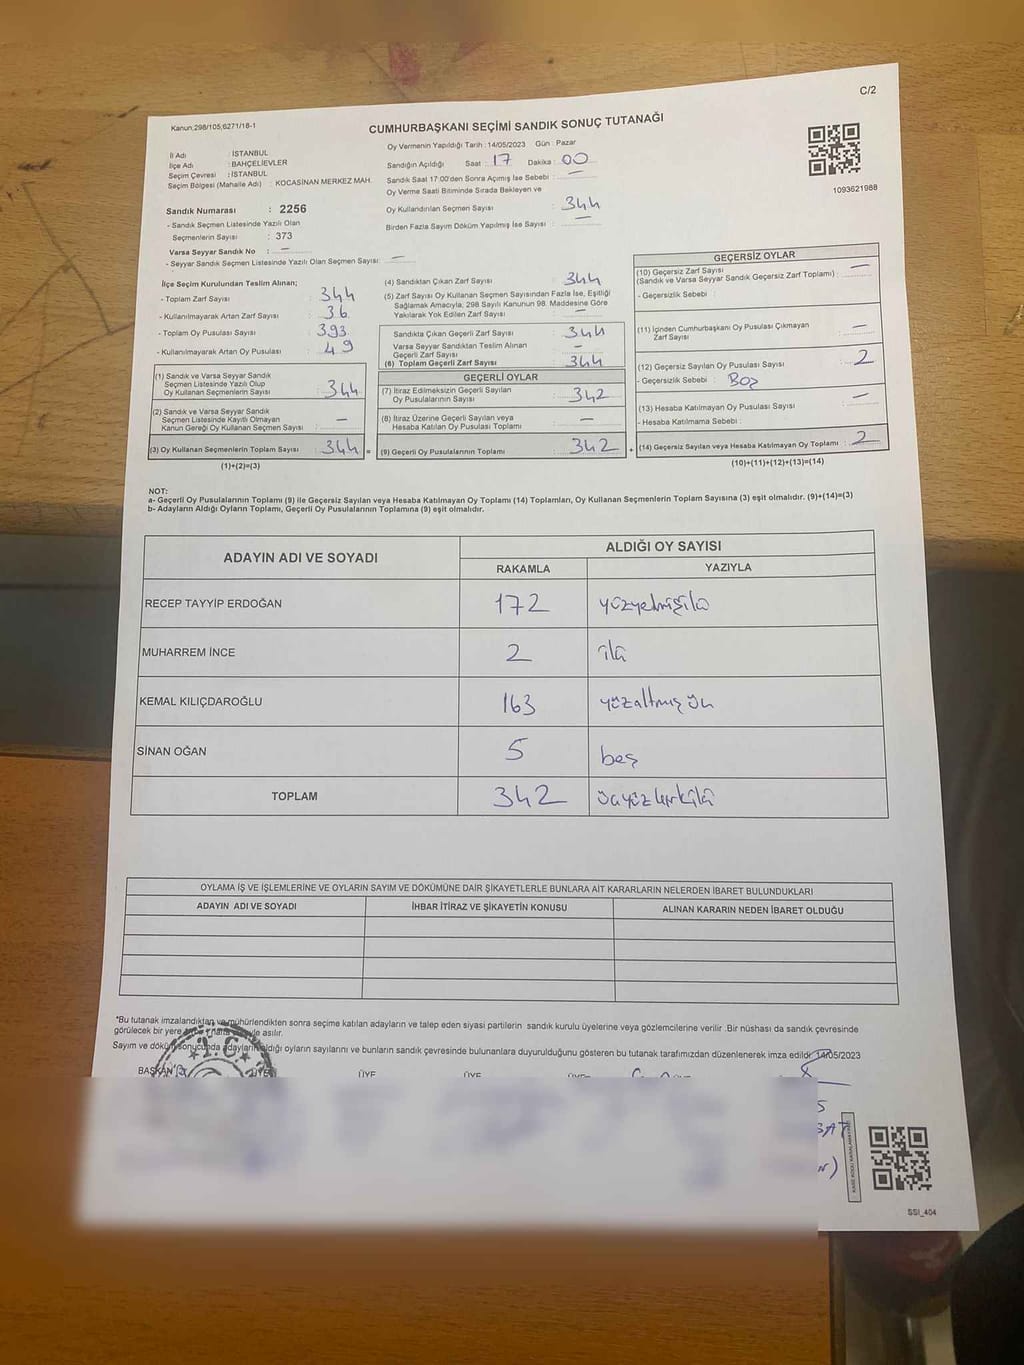 C/2
Kanun;298/105;6271/18-1
CUMHURBAŞKANI SEÇİMİ SANDIK SONUÇ TUTANAĞI
İl Adı : İSTANBUL
İlçe Adı : BAHÇELİEVLER
Seçim Çevresi : İSTANBUL
Seçim Bölgesi (Mahalle Adı) : KOCASİNAN MERKEZ MAH.
Sandık Numarası : 2256
- Sandık Seçmen Listesinde Yazılı Olan
Seçmenlerin Sayısı : 373
Varsa Seyyar Sandık No : —
- Seyyar Sandık Seçmen Listesinde Yazılı Olan Seçmen Sayısı: —
Oy Vermenin Yapıldığı Tarih : 14/05/2023 Gün : Pazar
Sandığın Açıldığı Saat : 17 Dakika : 00
Sandık Saat 17:00'den Sonra Açımış İse Sebebi : —
Oy Verme Saati Bitiminde Sırada Bekleyen ve
Oy Kullandırılan Seçmen Sayısı : 344
Birden Fazla Sayım Döküm Yapılmış İse Sayısı : —
1093621988
İlçe Seçim Kurulundan Teslim Alınan;
- Toplam Zarf Sayısı : 344
- Kullanılmayarak Artan Zarf Sayısı : 36
- Toplam Oy Pusulası Sayısı : 393
- Kullanılmayarak Artan Oy Pusulası : 49
(1) Sandık ve Varsa Seyyar Sandık
Seçmen Listesinde Yazılı Olup
Oy Kullanan Seçmenlerin Sayısı : 344
(2) Sandık ve Varsa Seyyar Sandık
Seçmen Listesinde Kayıtlı Olmayan
Kanun Gereği Oy Kullanan Seçmen Sayısı : —
(3) Oy Kullanan Seçmenlerin Toplam Sayısı : 344 =
(1)+(2)=(3)
(4) Sandıktan Çıkan Zarf Sayısı : 344
(5) Zarf Sayısı Oy Kullanan Seçmen Sayısından Fazla İse, Eşitliği
Sağlamak Amacıyla, 298 Sayılı Kanunun 98. Maddesine Göre
Yakılarak Yok Edilen Zarf Sayısı : —
Sandıkta Çıkan Geçerli Zarf Sayısı : 344
Varsa Seyyar Sandıktan Teslim Alınan
Geçerli Zarf Sayısı : —
(6) Toplam Geçerli Zarf Sayısı : 344
GEÇERLİ OYLAR
(7) İtiraz Edilmeksizin Geçerli Sayılan
Oy Pusulalarının Sayısı : 342
(8) İtiraz Üzerine Geçerli Sayılan veya
Hesaba Katılan Oy Pusulası Toplamı : —
(9) Geçerli Oy Pusulalarının Toplamı : 342 +
GEÇERSİZ OYLAR
(10) Geçersiz Zarf Sayısı
(Sandık ve Varsa Seyyar Sandık Geçersiz Zarf Toplamı) : —
- Geçersizlik Sebebi :
(11) İçinden Cumhurbaşkanı Oy Pusulası Çıkmayan
Zarf Sayısı : —
(12) Geçersiz Sayılan Oy Pusulası Sayısı : 2
- Geçersizlik Sebebi : Boş
(13) Hesaba Katılmayan Oy Pusulası Sayısı : —
- Hesaba Katılmama Sebebi :
(14) Geçersiz Sayılan veya Hesaba Katılmayan Oy Toplamı : 2
(10)+(11)+(12)+(13)=(14)
NOT:
a- Geçerli Oy Pusulalarının Toplamı (9) ile Geçersiz Sayılan veya Hesaba Katılmayan Oy Toplamı (14) Toplamları, Oy Kullanan Seçmenlerin Toplam Sayısına (3) eşit olmalıdır. (9)+(14)=(3)
b- Adayların Aldığı Oyların Toplamı, Geçerli Oy Pusulalarının Toplamına (9) eşit olmalıdır.
ADAYIN ADI VE SOYADI ALDIĞI OY SAYISI
RAKAMLA YAZIYLA
RECEP TAYYİP ERDOĞAN 172 yüzyetmişiki
MUHARREM İNCE 2 iki
KEMAL KILIÇDAROĞLU 163 yüzaltmış üç
SİNAN OĞAN 5 beş
TOPLAM 342 üçyüzkırkiki
OYLAMA İŞ VE İŞLEMLERİNE VE OYLARIN SAYIM VE DÖKÜMÜNE DAİR ŞİKAYETLERLE BUNLARA AİT KARARLARIN NELERDEN İBARET BULUNDUKLARI
ADAYIN ADI VE SOYADI İHBAR İTİRAZ VE ŞİKAYETİN KONUSU ALINAN KARARIN NEDEN İBARET OLDUĞU
*Bu tutanak imzalandıktan ve mühürlendikten sonra seçime katılan adayların ve talep eden siyasi partilerin sandık kurulu üyelerine veya gözlemcilerine verilir .Bir nüshası da sandık çevresinde
görülecek bir yere asılır.
Sayım ve döküm sonucunda adayların aldığı oyların sayılarını ve bunların sandık çevresinde bulunanlara duyurulduğunu gösteren bu tutanak tarafımızdan düzenlenerek imza edildi. 14/05/2023
T.C.
BAŞKAN ÜYE ÜYE ÜYE
SSI_404